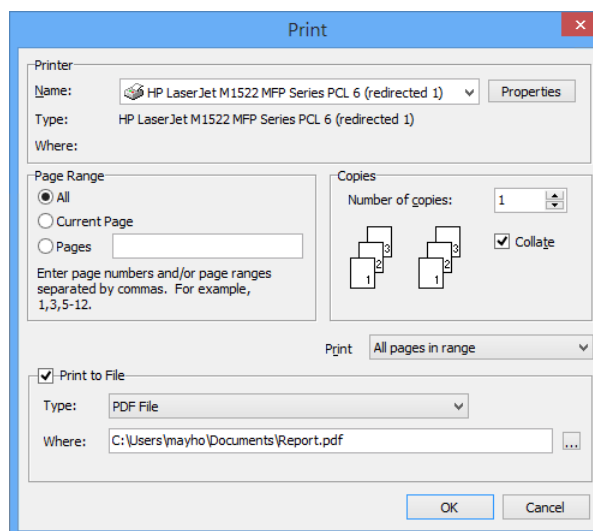 Print
Printer
Name: HP LaserJet M1522 MFP Series PCL 6 (redirected 1) Properties
Type: HP LaserJet M1522 MFP Series PCL 6 (redirected 1)
Where:
Page Range
All
Current Page
Pages
Enter page numbers and/or page ranges
separated by commas. For example,
1,3,5-12.
Copies
Number of copies: 1
1 2 3 1 2 3
Collate
Print All pages in range
Print to File
Type: PDF File
Where: C:\Users\mayho\Documents\Report.pdf ...
OK Cancel